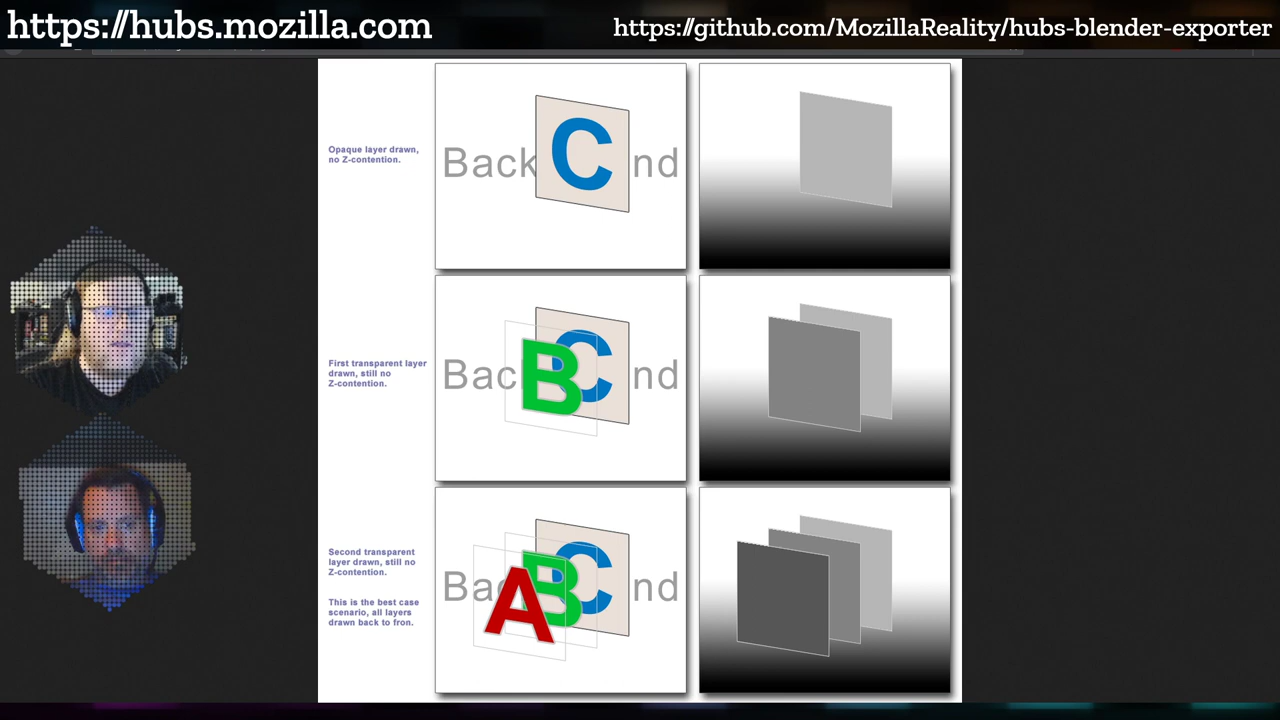 https://hubs.mozilla.com
https://github.com/MozillaReality/hubs-blender-exporter
Opaque layer drawn,
no Z-contention.
Back
C
nd
First transparent layer
drawn, still no
Z-contention.
Bac
B
C
nd
Second transparent
layer drawn, still no
Z-contention.
This is the best case
scenario, all layers
drawn back to fron.
Ba
A
B
C
nd